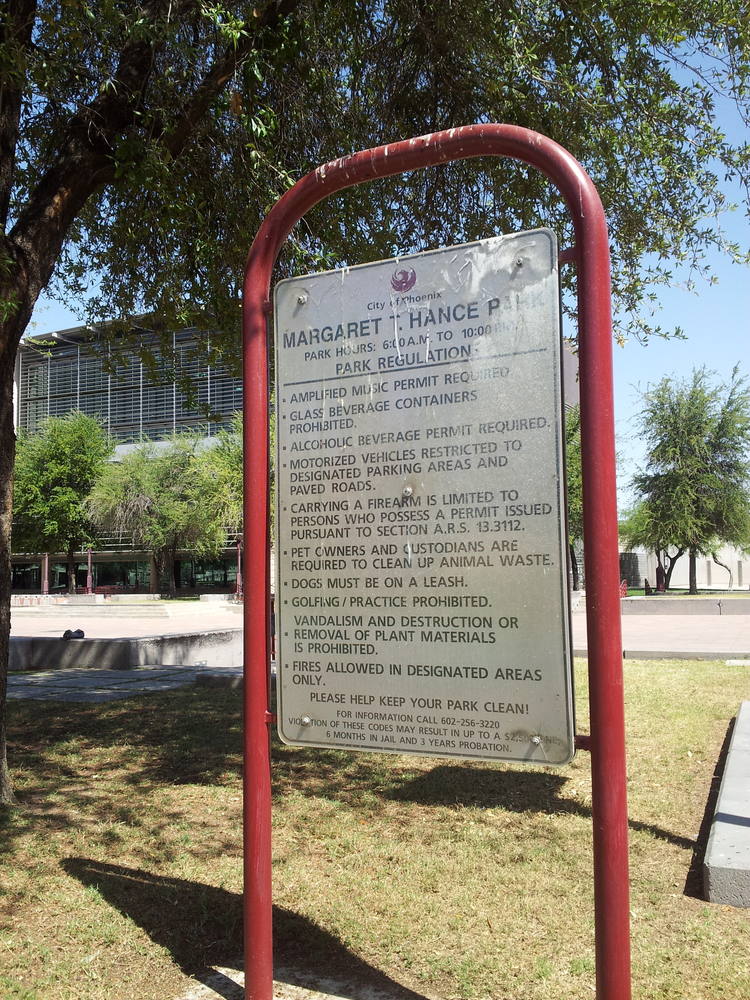 City of Phoenix
MARGARET T HANCE PARK
PARK HOURS: 6:00 A.M. TO 10:00
PARK REGULATIONS
• AMPLIFIED MUSIC PERMIT REQUIRED
• GLASS BEVERAGE CONTAINERS
PROHIBITED.
• ALCOHOLIC BEVERAGE PERMIT REQUIRED.
• MOTORIZED VEHICLES RESTRICTED TO
DESIGNATED PARKING AREAS AND
PAVED ROADS.
• CARRYING A FIREARM IS LIMITED TO
PERSONS WHO POSSESS A PERMIT ISSUED
PURSUANT TO SECTION A.R.S. 13.3112.
• PET OWNERS AND CUSTODIANS ARE
REQUIRED TO CLEAN UP ANIMAL WASTE.
• DOGS MUST BE ON A LEASH.
• GOLFING / PRACTICE PROHIBITED.
VANDALISM AND DESTRUCTION OR
• REMOVAL OF PLANT MATERIALS
IS PROHIBITED.
• FIRES ALLOWED IN DESIGNATED AREAS
ONLY.
PLEASE HELP KEEP YOUR PARK CLEAN!
FOR INFORMATION CALL 602-256-3220
VIOLATION OF THESE CODES MAY RESULT IN UP TO A
6 MONTHS IN JAIL AND 3 YEARS PROBATION.